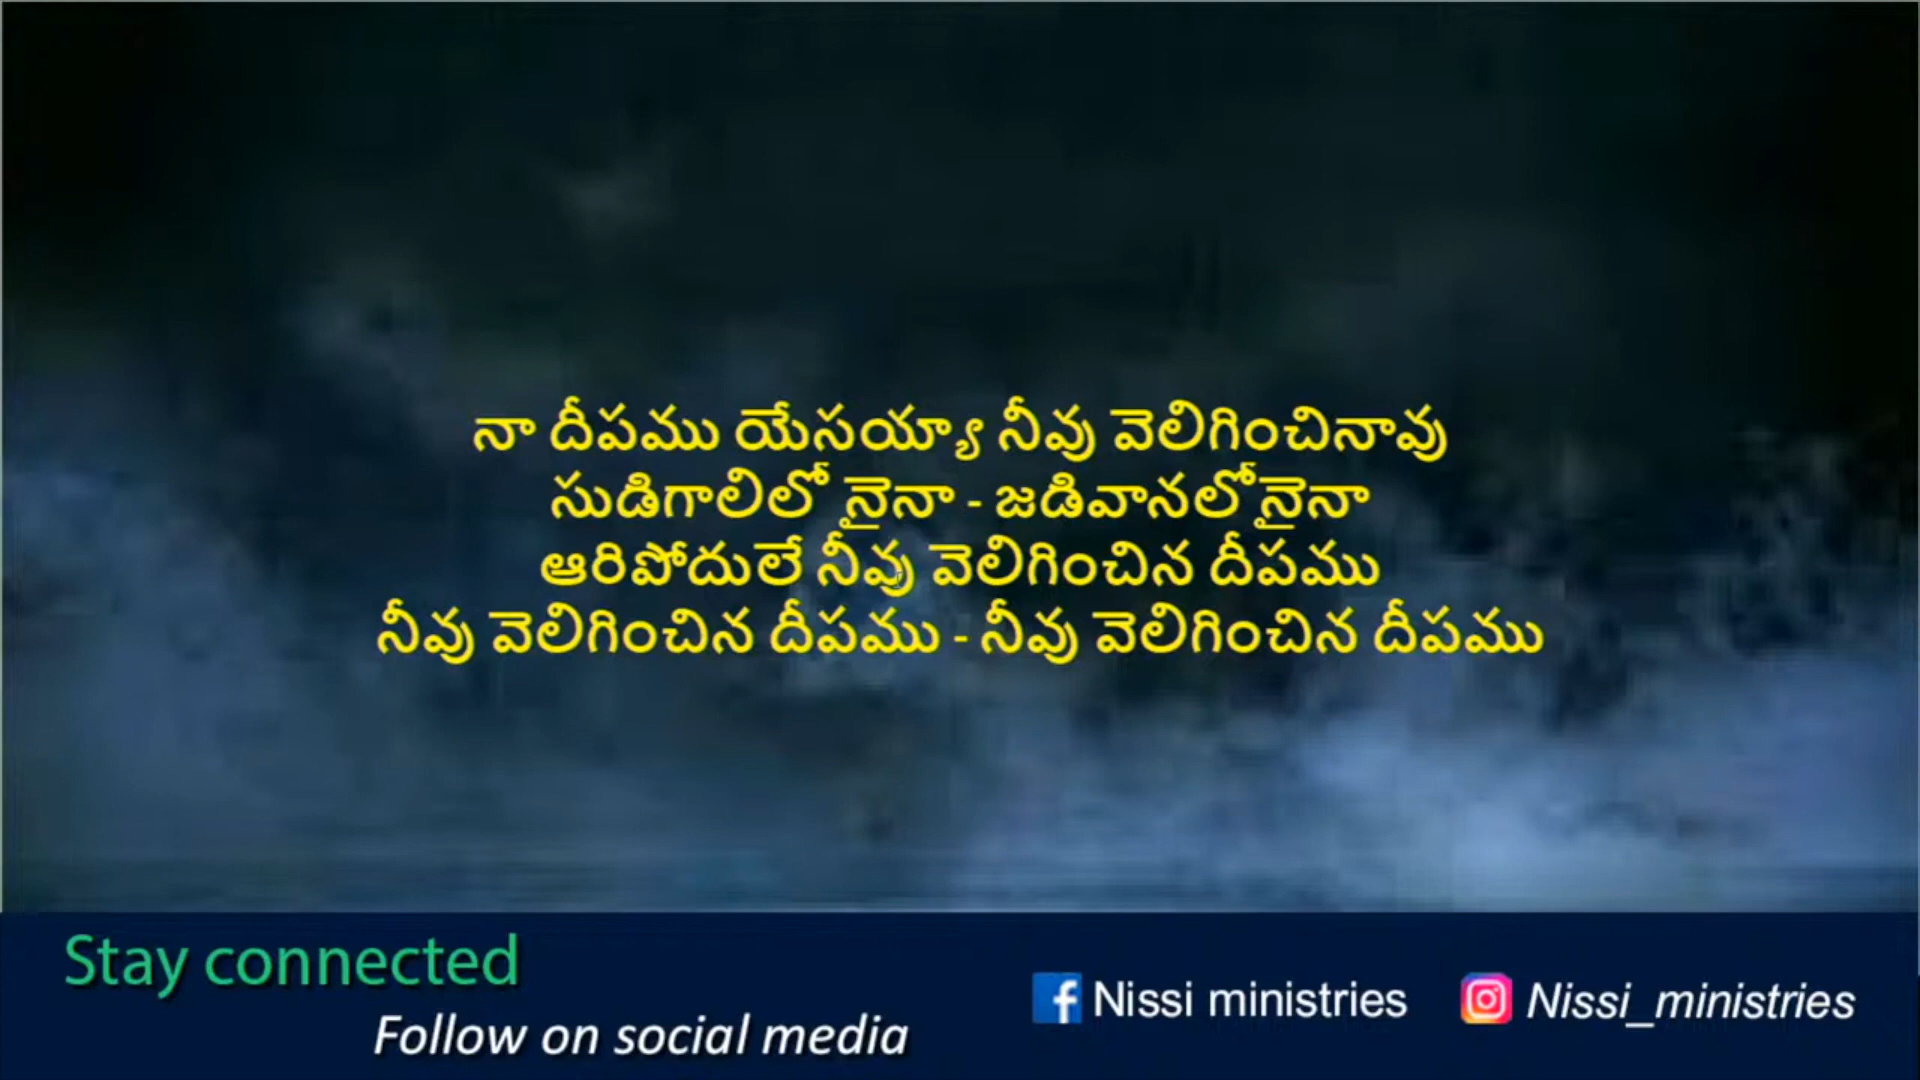 నా దీపము యేసయ్యా నీవు వెలిగించినావు
సుడిగాలిలో నైనా - జడివానలోనైనా
ఆరిపోదులే నీవు వెలిగించిన దీపము
నీవు వెలిగించిన దీపము - నీవు వెలిగించిన దీపము
Stay connected
Follow on social media
Nissi ministries
Nissi_ministries